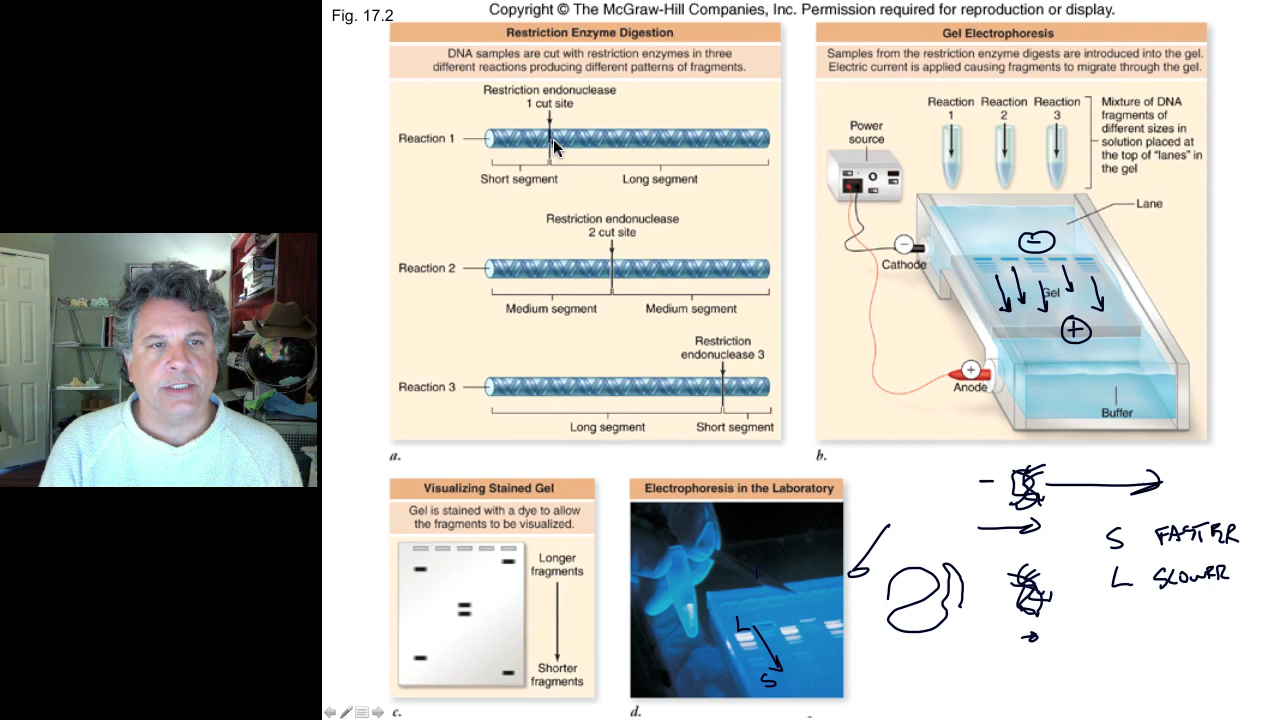 Fig. 17.2
Copyright © The McGraw-Hill Companies, Inc. Permission required for reproduction or display.
Restriction Enzyme Digestion
DNA samples are cut with restriction enzymes in three
different reactions producing different patterns of fragments.
Restriction endonuclease
1 cut site
Reaction 1
Short segment
Long segment
Restriction endonuclease
2 cut site
Reaction 2
Medium segment
Medium segment
Restriction
endonuclease 3
Reaction 3
Long segment
Short segment
a.
Gel Electrophoresis
Samples from the restriction enzyme digests are introduced into the gel.
Electric current is applied causing fragments to migrate through the gel.
Reaction
1
Reaction
2
Reaction
3
Mixture of DNA
fragments of
different sizes in
solution placed at
the top of "lanes" in
the gel
Power
source
Lane
−
Cathode
−
Gel
+
+
Anode
Buffer
b.
Visualizing Stained Gel
Gel is stained with a dye to allow
the fragments to be visualized.
Longer
fragments
Shorter
fragments
c.
Electrophoresis in the Laboratory
L
S
d.
−
S FASTER
L SLOWER